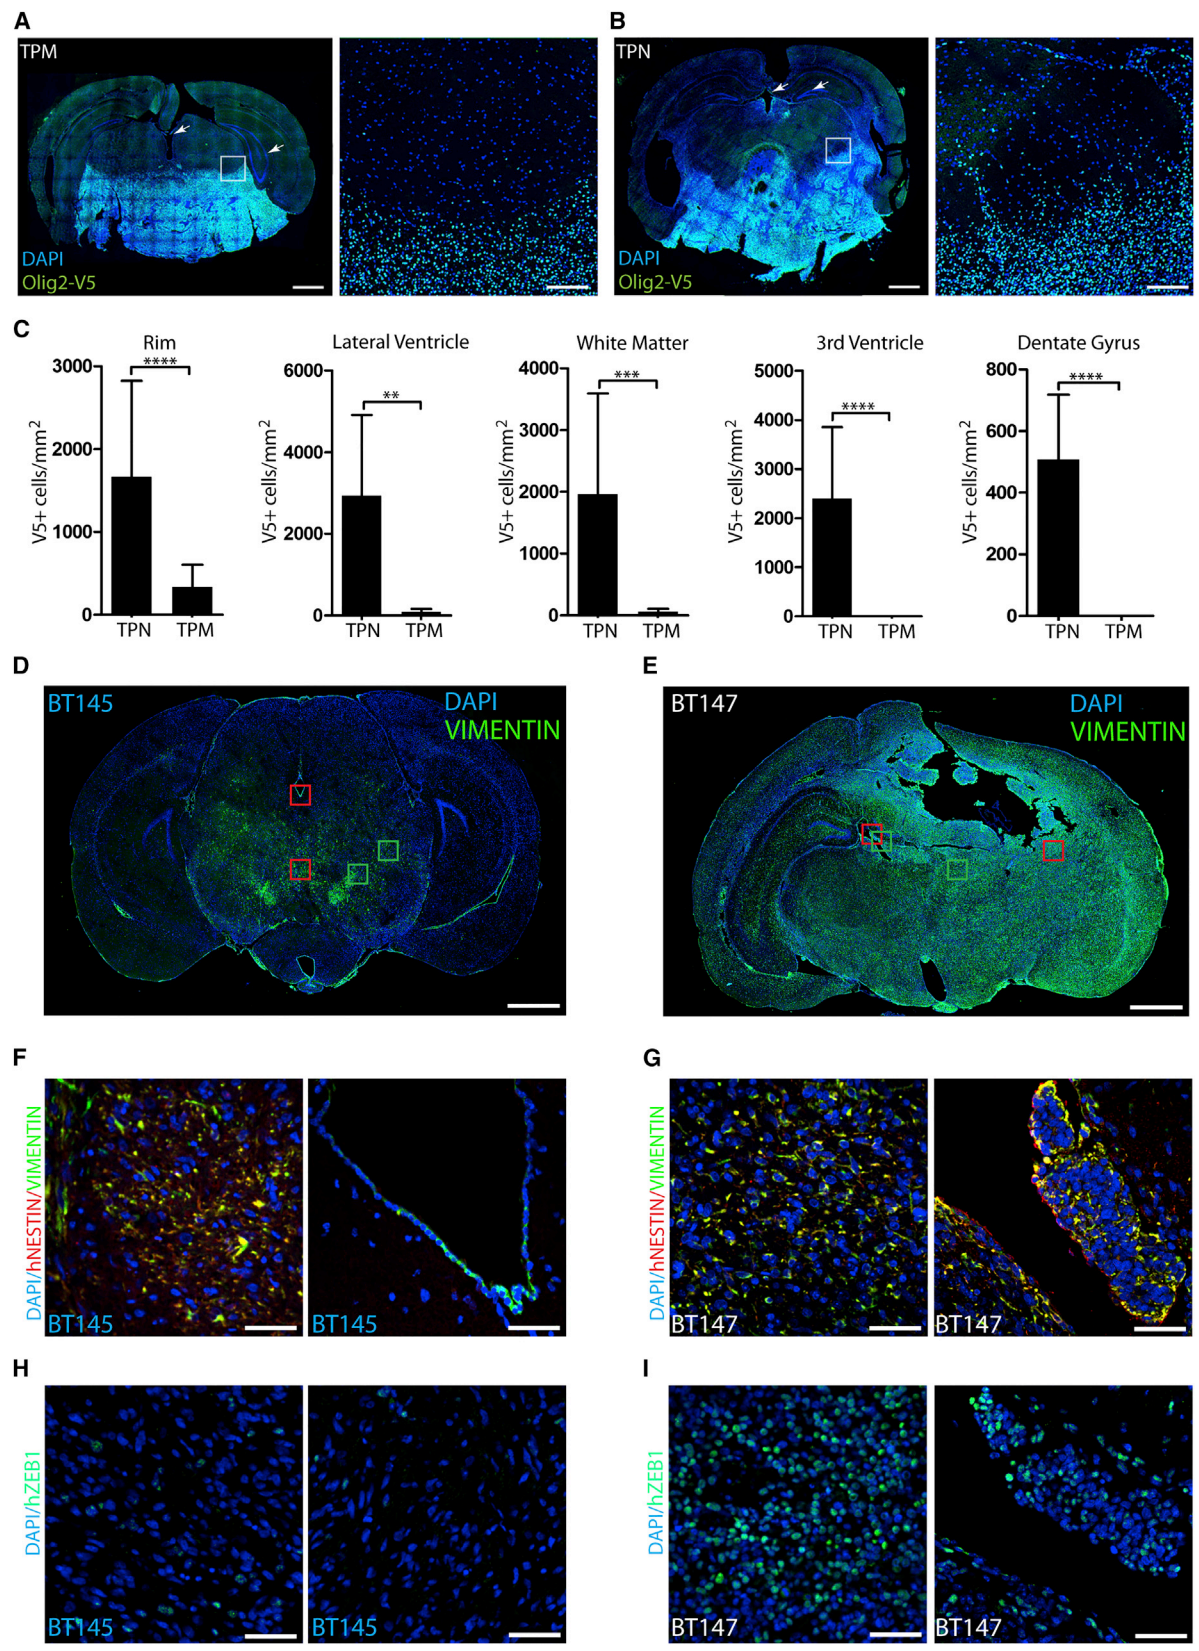 A
B
TPM
TPN
DAPI
Olig2-V5
DAPI
Olig2-V5
C
Rim
V5+ cells/mm2
3000
2000
1000
0
****
TPN TPM
Lateral Ventricle
V5+ cells/mm2
6000
4000
2000
0
**
TPN TPM
White Matter
V5+ cells/mm2
4000
3000
2000
1000
0
***
TPN TPM
3rd Ventricle
V5+ cells/mm2
5000
4000
3000
2000
1000
0
****
TPN TPM
Dentate Gyrus
V5+ cells/mm2
800
600
400
200
0
****
TPN TPM
D
BT145
DAPI
VIMENTIN
E
BT147
DAPI
VIMENTIN
F
DAPI/hNESTIN/VIMENTIN
BT145
BT145
G
DAPI/hNESTIN/VIMENTIN
BT147
BT147
H
DAPI/hZEB1
BT145
BT145
I
DAPI/hZEB1
BT147
BT147